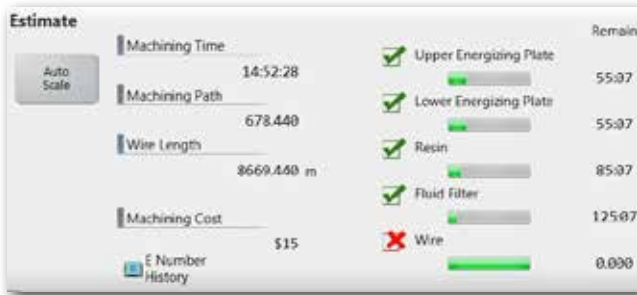 Estimate
Remain
Auto
Scale
Machining Time
14:52:28
Machining Path
678.440
Wire Length
8669.440 m
Machining Cost
$15
E Number
History
Upper Energizing Plate
55:07
Lower Energizing Plate
55:07
Resin
85:07
Fluid Filter
125:07
Wire
0.000